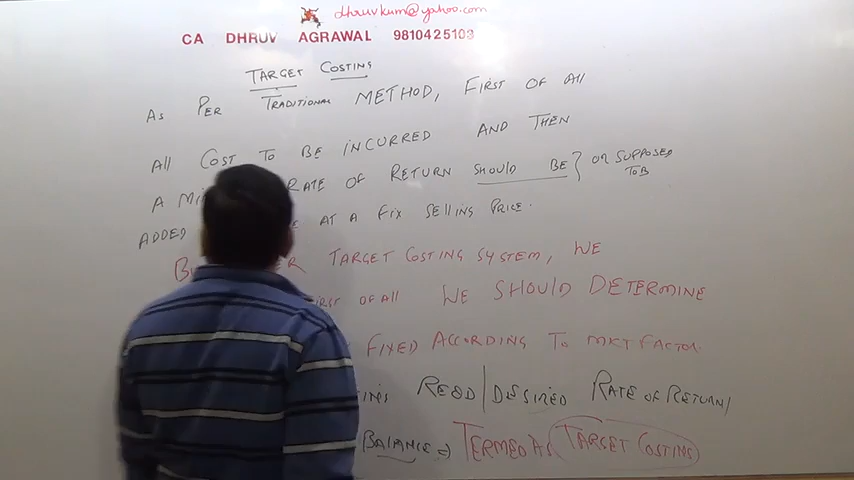 dhruvkum@yahoo.com
CA DHRUV AGRAWAL 9810425103
TARGET COSTING
AS PER TRADITIONAL METHOD, FIRST OF All
All COST TO BE INCURRED AND THEN
A RATE OF RETURN SHOULD BE } OR SUPPOSED TO B
ADDED AT A FIX SELLING PRICE.
TARGET COSTING SYSTEM, WE
FIRST OF All WE SHOULD DETERMINE
FIXED ACCORDING TO MKT FACTOR
REQD / DESIRED RATE OF RETURN /
BALANCE => TERMED AS TARGET COSTING